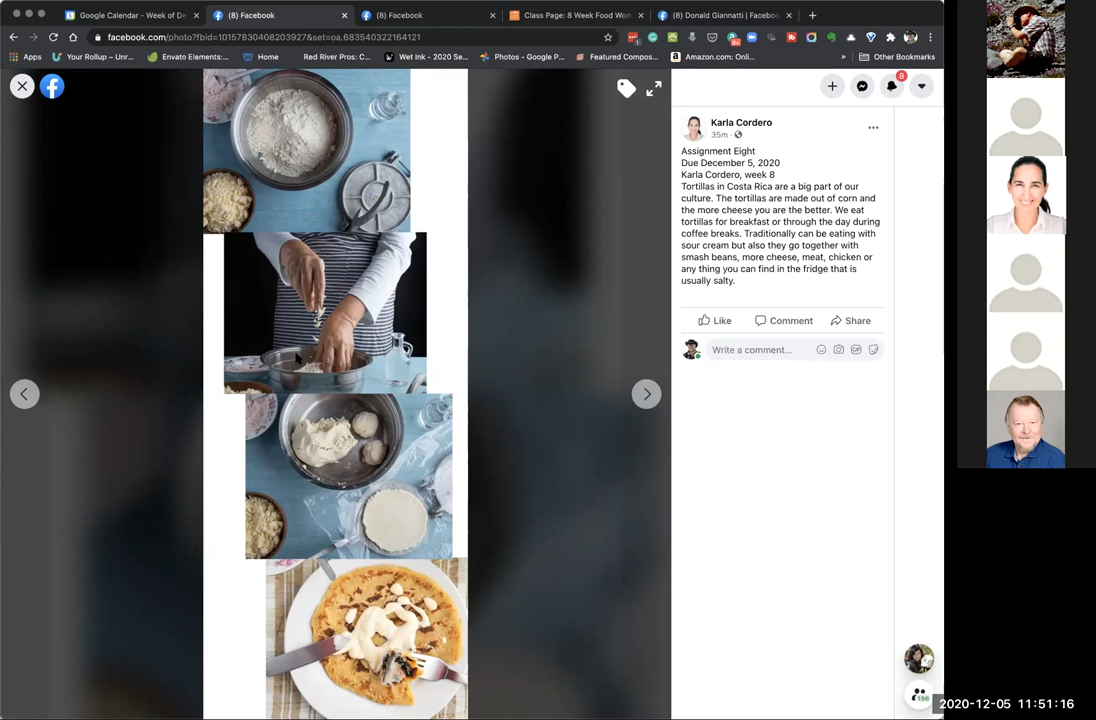 Google Calendar - Week of De
(8) Facebook
(8) Facebook
Class Page: 8 Week Food Wor
(8) Donald Giannatti | Faceboo
facebook.com/photo?fbid=10157830408203927&set=oa.683540322164121
Apps
Your Rollup – Unr...
Envato Elements:...
Home
Red River Pros: C...
Wet Ink - 2020 Se...
Photos - Google P...
Featured Compos...
Amazon.com: Onli...
»
Other Bookmarks
8
Karla Cordero
35m ·
Assignment Eight
Due December 5, 2020
Karla Cordero, week 8
Tortillas in Costa Rica are a big part of our
culture. The tortillas are made out of corn and
the more cheese you are the better. We eat
tortillas for breakfast or through the day during
coffee breaks. Traditionally can be eating with
sour cream but also they go together with
smash beans, more cheese, meat, chicken or
any thing you can find in the fridge that is
usually salty.
Like
Comment
Share
Write a comment...
198
2020-12-05 11:51:16